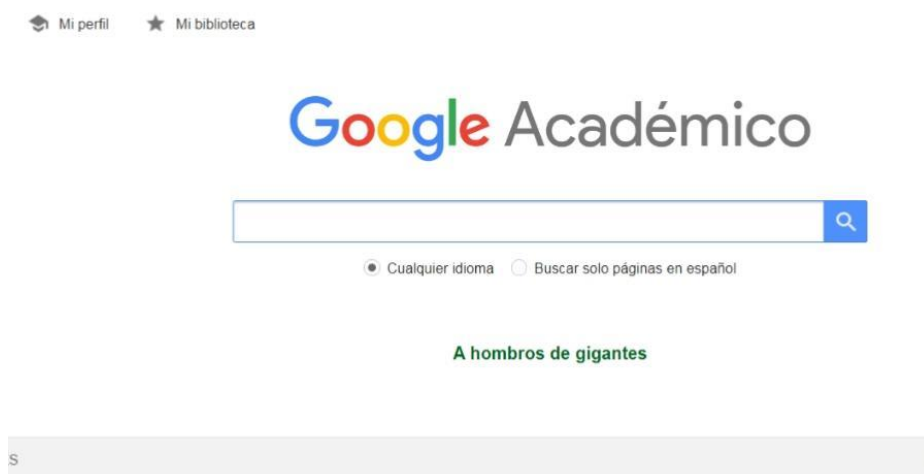 Mi perfil Mi biblioteca
Google Académico
Cualquier idioma Buscar solo páginas en español
A hombros de gigantes
s